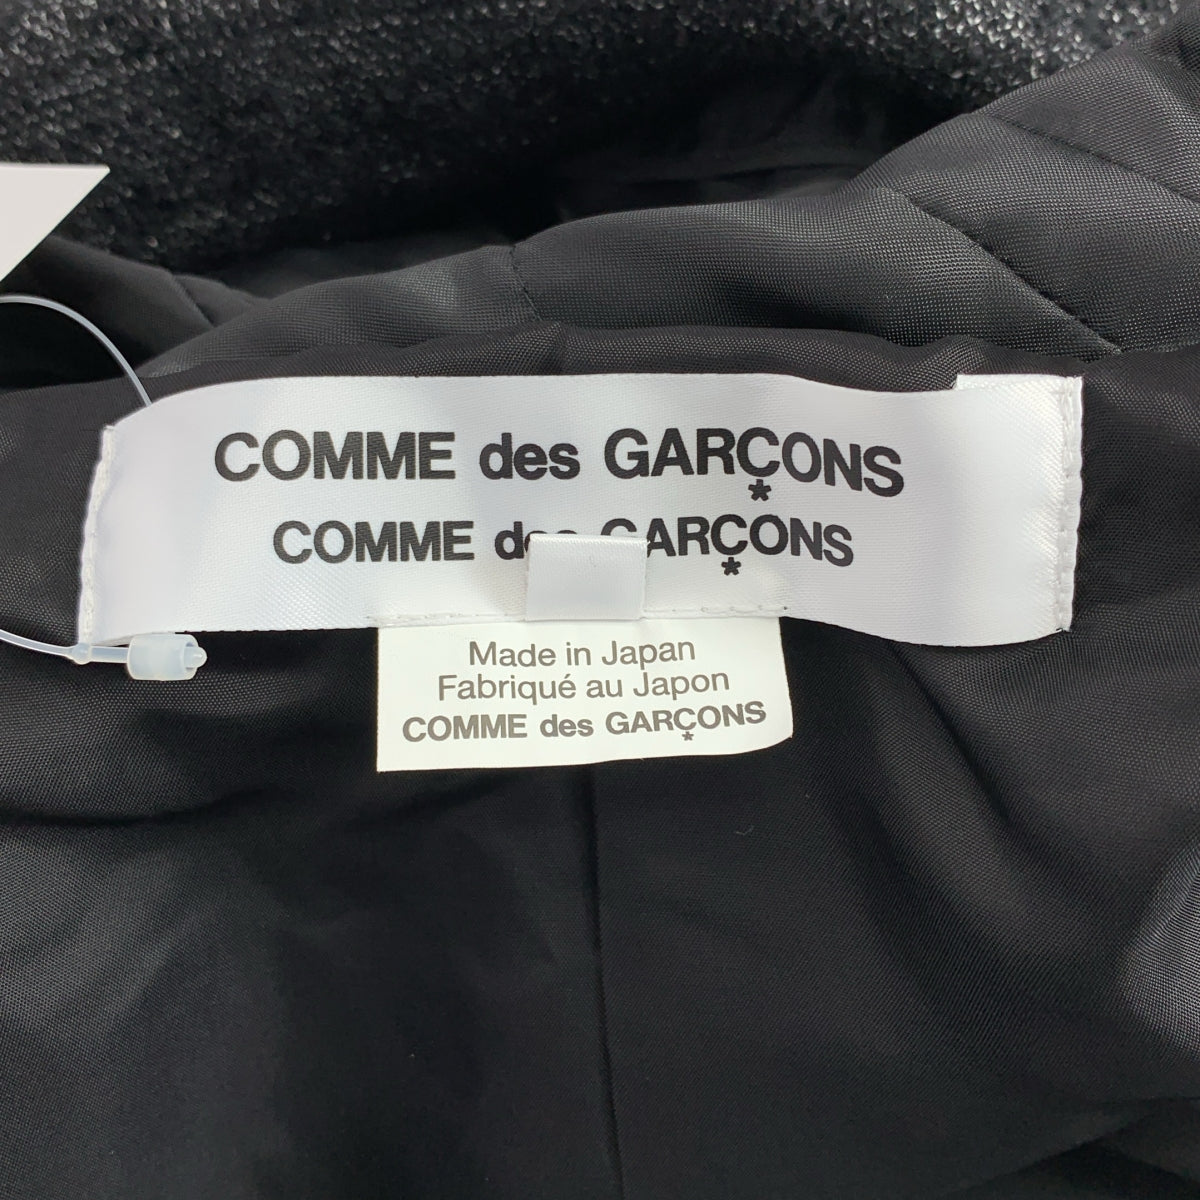 COMME des GARÇONS
COMME des GARÇONS
Made in Japan
Fabriqué au Japon
COMME des GARÇONS